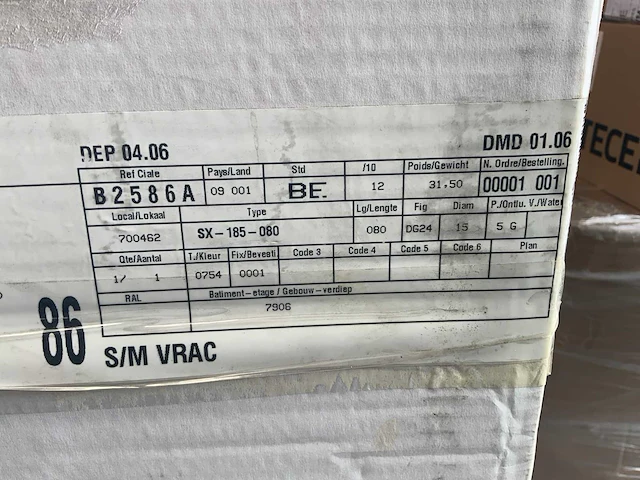 DEP 04.06 DMD 01.06
Ref Ciale Pays/Land Std /10 Poids/Gewicht N. Ordre/Bestelling.
B2586A 09 001 BE. 12 31,50 00001 001
Local/Lokaal Type Lg/Lengte Fig Diam P./Ontlu. V./Water
700462 SX-185-080 080 DG24 15 5 G
Qte/Aantal T./Kleur Fix/Bevesti. Code 3 Code 4 Code 5 Code 6 Plan
1/ 1 0754 0001
RAL Batiment-etage / Gebouw-verdiep
7906
86 S/M VRAC
TECE